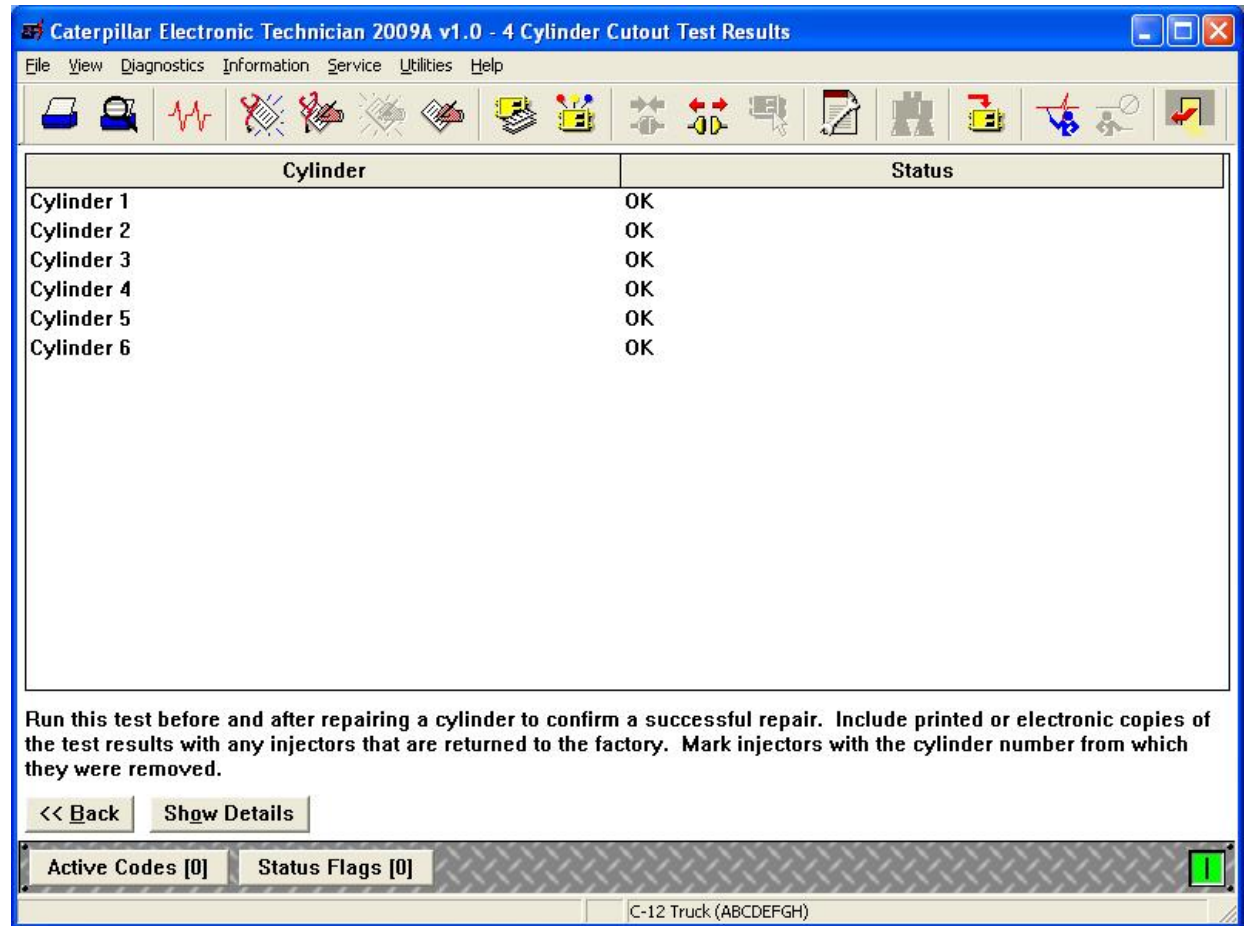 Caterpillar Electronic Technician 2009A v1.0 - 4 Cylinder Cutout Test Results
File View Diagnostics Information Service Utilities Help
Cylinder Status
Cylinder 1 OK
Cylinder 2 OK
Cylinder 3 OK
Cylinder 4 OK
Cylinder 5 OK
Cylinder 6 OK
Run this test before and after repairing a cylinder to confirm a successful repair. Include printed or electronic copies of
the test results with any injectors that are returned to the factory. Mark injectors with the cylinder number from which
they were removed.
<< Back Show Details
Active Codes [0] Status Flags [0]
C-12 Truck (ABCDEFGH)